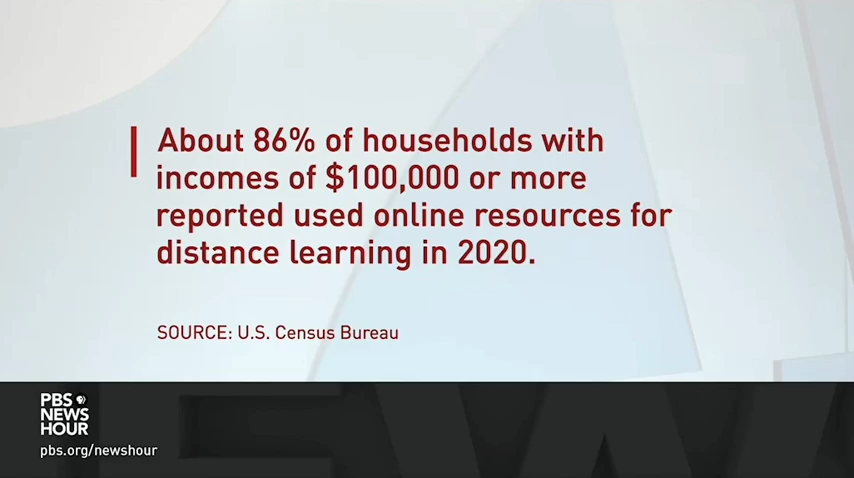 About 86% of households with
incomes of $100,000 or more
reported used online resources for
distance learning in 2020.
SOURCE: U.S. Census Bureau
PBS
NEWS
HOUR
pbs.org/newshour